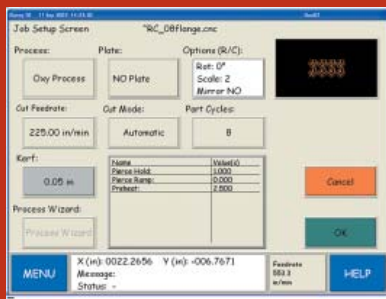 Job Setup Screen "RC_08flange.cnc
Process: Plate: Options (R/C):
Oxy Process NO Plate Rot: 0°
Scale: 2
Mirror NO
Cut Feedrate: Cut Mode: Part Cycles:
225.00 in/min Automatic 8
Kerf:
0.05 in
Name Value(s)
Pierce Hold: 1.000
Pierce Ramp: 0.000
Preheat: 2.500
Cancel
Process Wizard:
Process Wizard
OK
MENU
X (in): 0022.2656 Y (in): -006.7671
Message:
Status: -
Feedrate
in/min
HELP